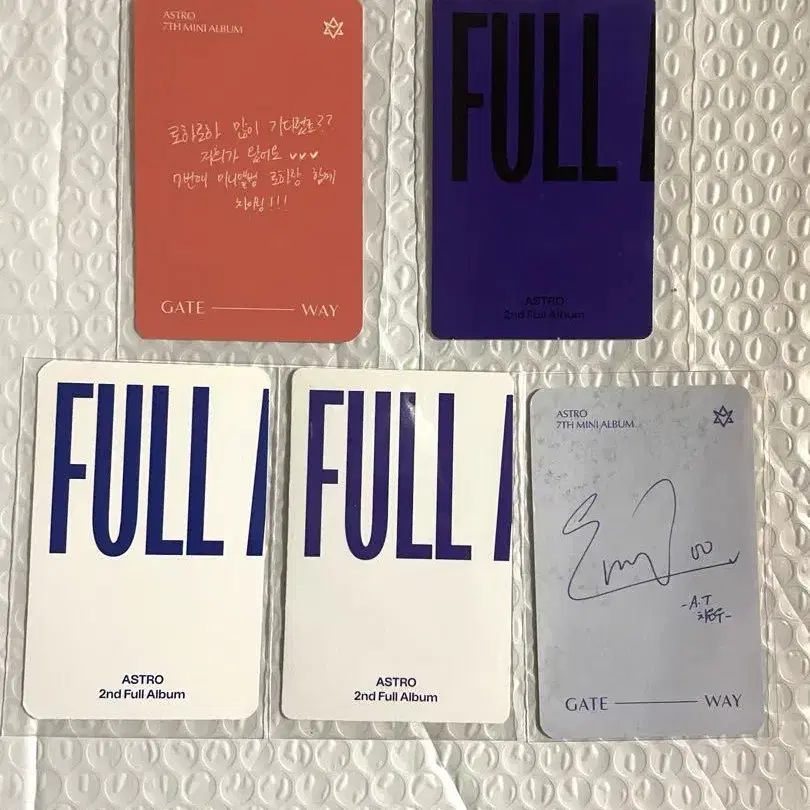 ASTRO
7TH MINI ALBUM
로하로하 많이 기다렸죠??
저희가 왔어요 ♥♥♥
7번째 미니앨범 로하랑 함께
차이팅!!!
GATE WAY
FULL A
ASTRO
2nd Full Album
FULL A
ASTRO
2nd Full Album
FULL A
ASTRO
2nd Full Album
ASTRO
7TH MINI ALBUM
-A.T
차은우-
GATE WAY